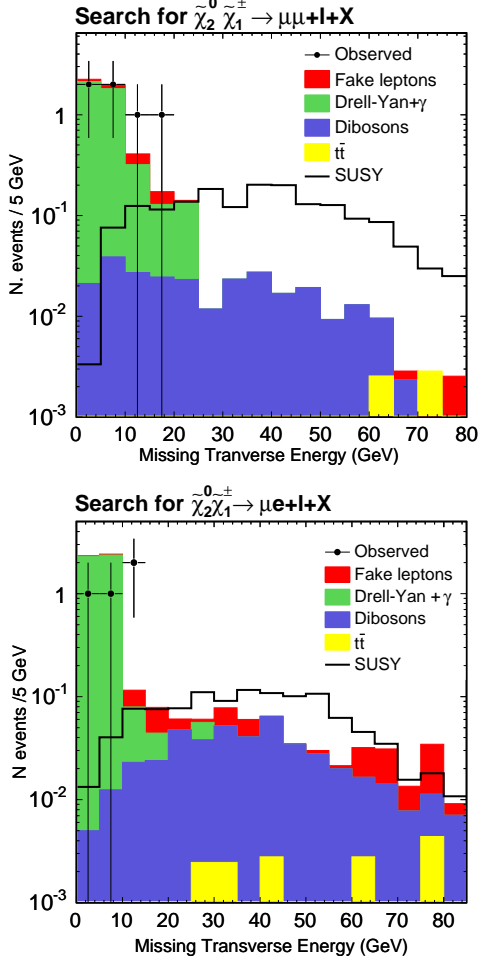 Search for χ̃₂⁰ χ̃₁± → μμ+l+X
N. events / 5 GeV
Observed
Fake leptons
Drell-Yan+γ
Dibosons
tt̄
SUSY
1
10⁻¹
10⁻²
10⁻³
0 10 20 30 40 50 60 70 80
Missing Tranverse Energy (GeV)
Search for χ̃₂⁰χ̃₁± → μe+l+X
N events /5 GeV
Observed
Fake leptons
Drell-Yan +γ
Dibosons
tt̄
SUSY
1
10⁻¹
10⁻²
10⁻³
0 10 20 30 40 50 60 70 80
Missing Transverse Energy (GeV)